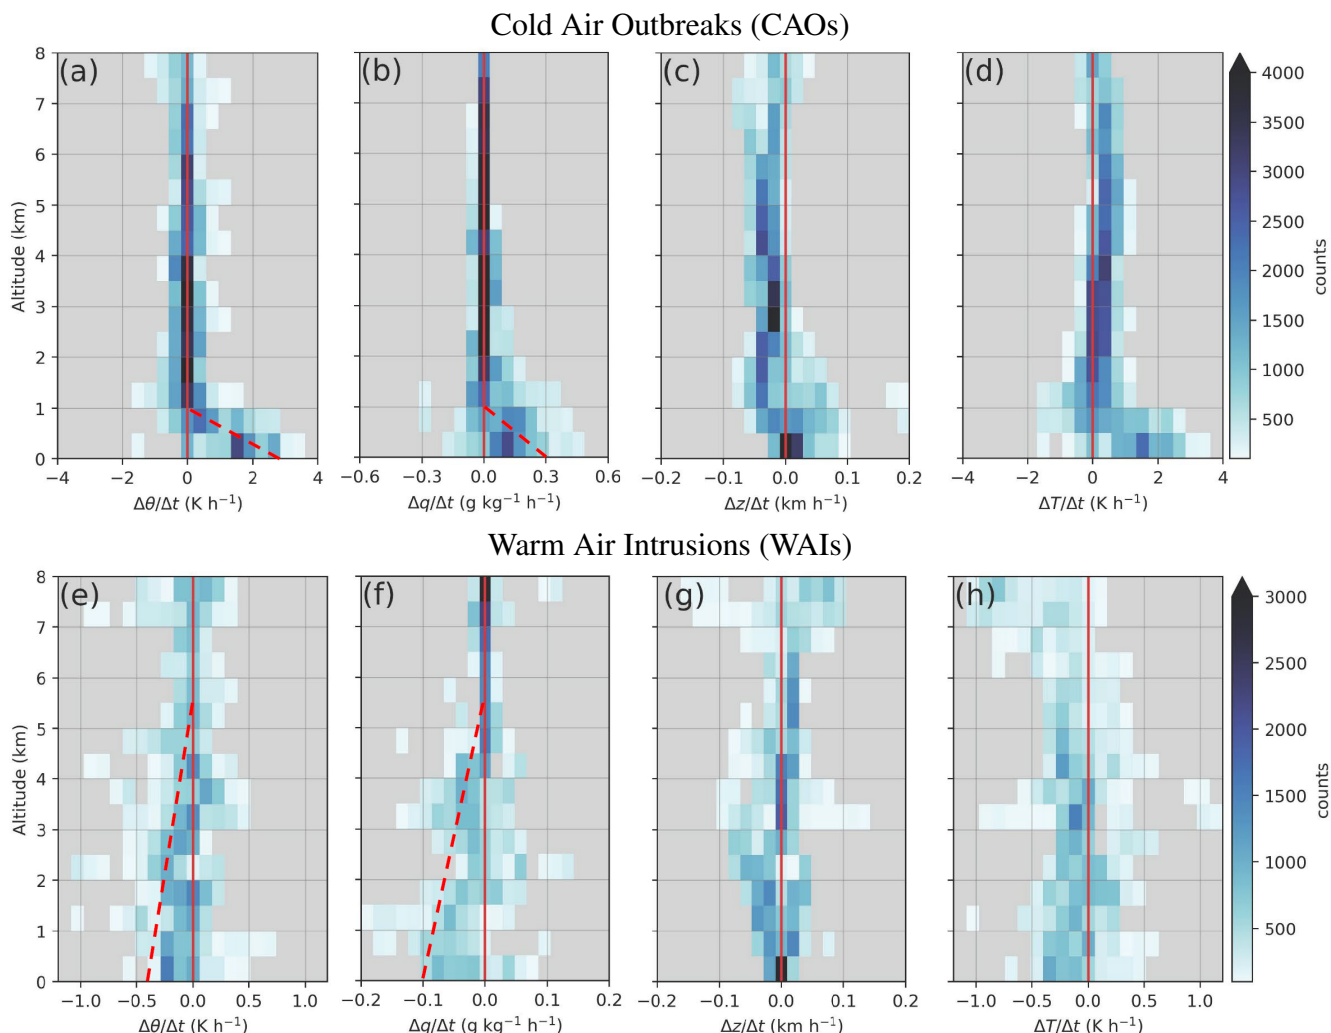 Cold Air Outbreaks (CAOs)
(a) (b) (c) (d)
8
7
6
5
4
3
2
1
0
Altitude (km)
−4 −2 0 2 4
Δθ/Δt (K h⁻¹)
−0.6 −0.3 0.0 0.3 0.6
Δq/Δt (g kg⁻¹ h⁻¹)
−0.2 −0.1 0.0 0.1 0.2
Δz/Δt (km h⁻¹)
−4 −2 0 2 4
ΔT/Δt (K h⁻¹)
4000
3500
3000
2500
2000
1500
1000
500
counts
Warm Air Intrusions (WAIs)
(e) (f) (g) (h)
8
7
6
5
4
3
2
1
0
Altitude (km)
−1.0 −0.5 0.0 0.5 1.0
Δθ/Δt (K h⁻¹)
−0.2 −0.1 0.0 0.1 0.2
Δq/Δt (g kg⁻¹ h⁻¹)
−0.2 −0.1 0.0 0.1 0.2
Δz/Δt (km h⁻¹)
−1.0 −0.5 0.0 0.5 1.0
ΔT/Δt (K h⁻¹)
3000
2500
2000
1500
1000
500
counts